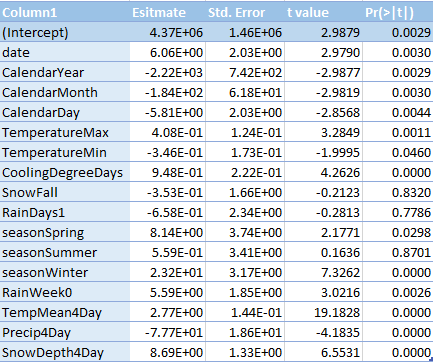 Column1 Esitmate Std. Error t value Pr(>|t|)
(Intercept) 4.37E+06 1.46E+06 2.9879 0.0029
date 6.06E+00 2.03E+00 2.9790 0.0030
CalendarYear -2.22E+03 7.42E+02 -2.9877 0.0029
CalendarMonth -1.84E+02 6.18E+01 -2.9819 0.0030
CalendarDay -5.81E+00 2.03E+00 -2.8568 0.0044
TemperatureMax 4.08E-01 1.24E-01 3.2849 0.0011
TemperatureMin -3.46E-01 1.73E-01 -1.9995 0.0460
CoolingDegreeDays 9.48E-01 2.22E-01 4.2626 0.0000
SnowFall -3.53E-01 1.66E+00 -0.2123 0.8320
RainDays1 -6.58E-01 2.34E+00 -0.2813 0.7786
seasonSpring 8.14E+00 3.74E+00 2.1771 0.0298
seasonSummer 5.59E-01 3.41E+00 0.1636 0.8701
seasonWinter 2.32E+01 3.17E+00 7.3262 0.0000
RainWeek0 5.59E+00 1.85E+00 3.0216 0.0026
TempMean4Day 2.77E+00 1.44E-01 19.1828 0.0000
Precip4Day -7.77E+01 1.86E+01 -4.1835 0.0000
SnowDepth4Day 8.69E+00 1.33E+00 6.5531 0.0000